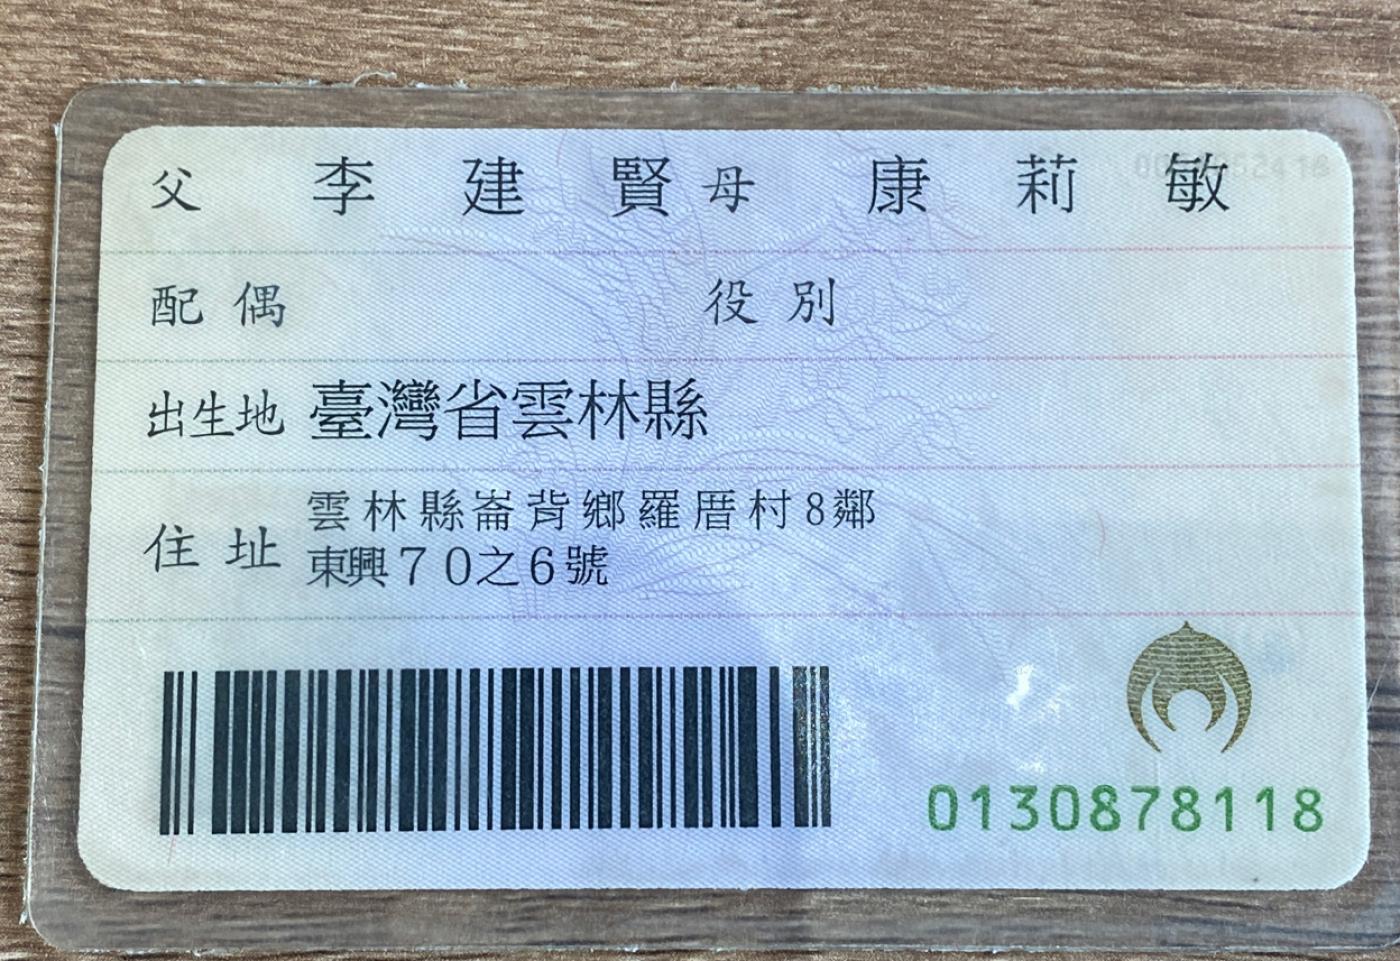 父 李建賢 母 康莉敏
配偶 役別
出生地 臺灣省雲林縣
住址 雲林縣崙背鄉羅厝村8鄰
東興70之6號
0130878118